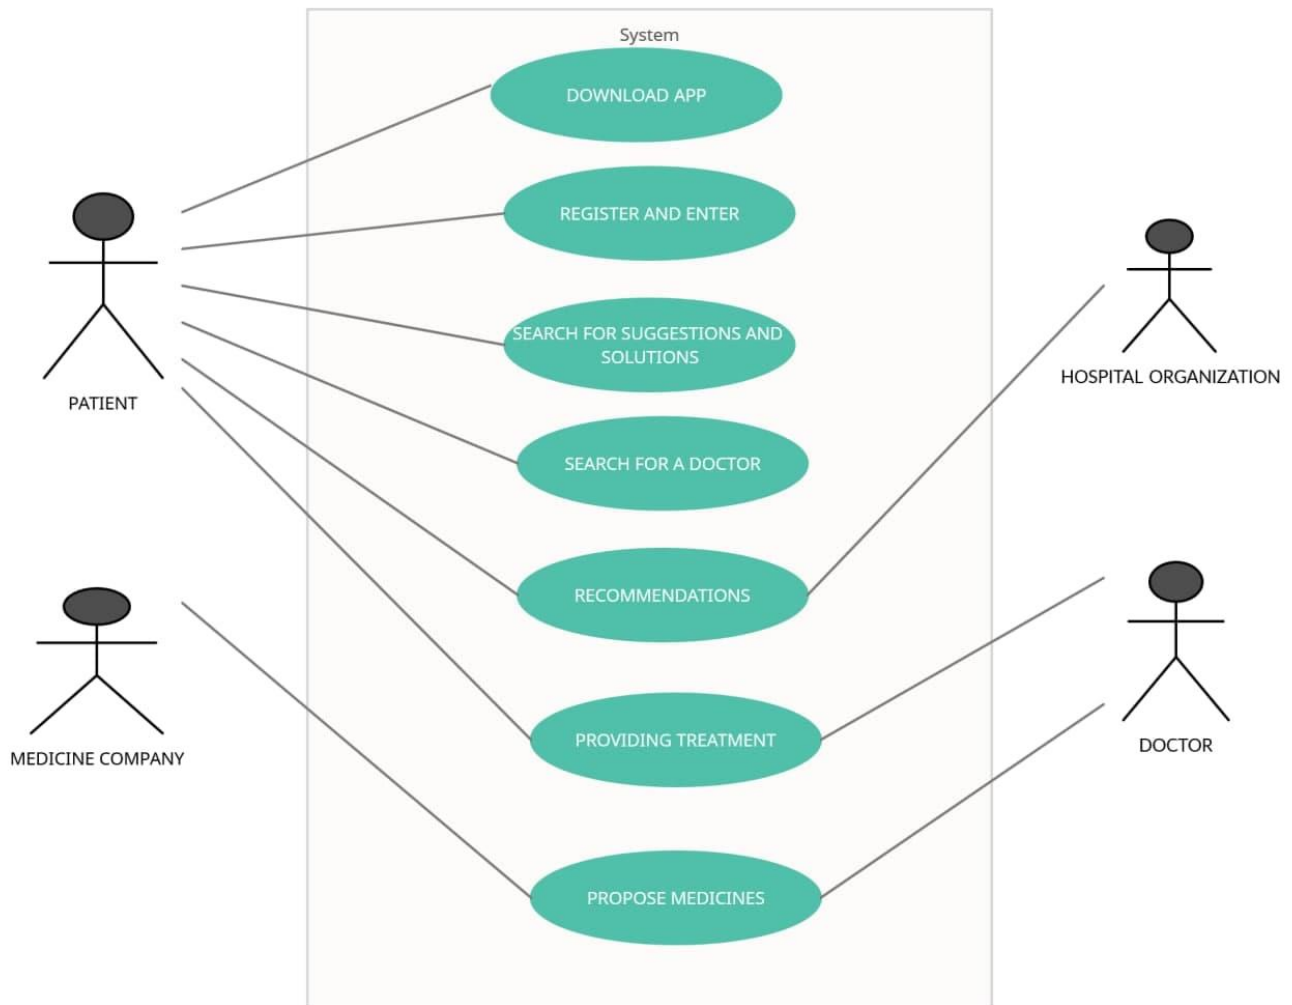 System
DOWNLOAD APP
REGISTER AND ENTER
SEARCH FOR SUGGESTIONS AND
SOLUTIONS
SEARCH FOR A DOCTOR
RECOMMENDATIONS
PROVIDING TREATMENT
PROPOSE MEDICINES
PATIENT
MEDICINE COMPANY
HOSPITAL ORGANIZATION
DOCTOR